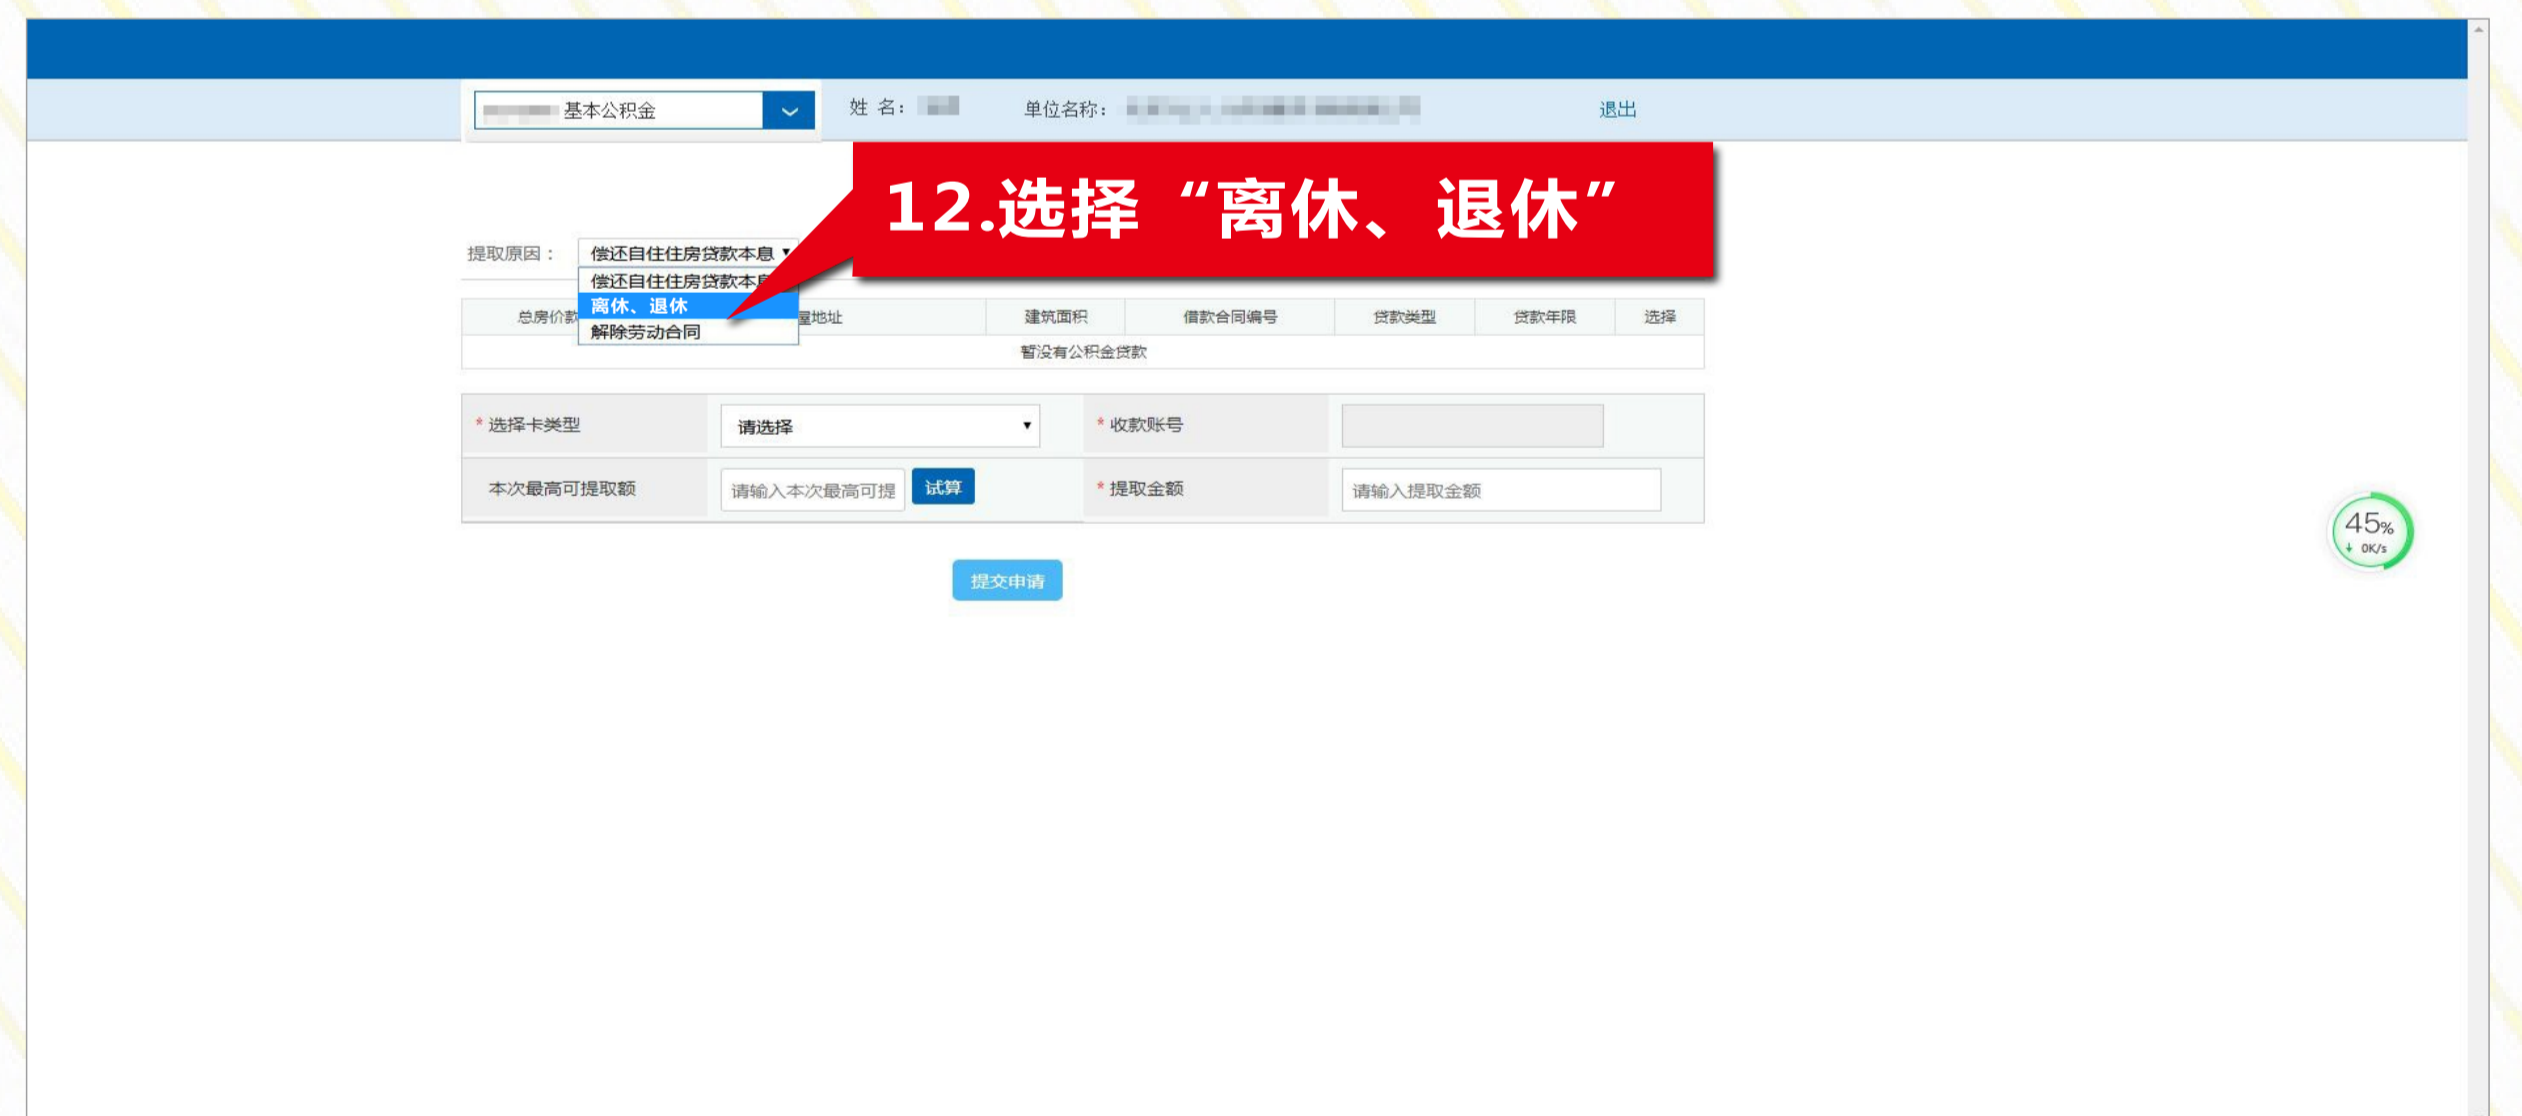 基本公积金
姓 名：
单位名称：
退出
12.选择“离休、退休”
提取原因：
偿还自住住房贷款本息
偿还自住住房贷款本息
离休、退休
解除劳动合同
总房价款 屋地址 建筑面积 借款合同编号 贷款类型 贷款年限 选择
暂没有公积金贷款
* 选择卡类型 请选择 * 收款账号
本次最高可提取额 请输入本次最高可提 试算 * 提取金额 请输入提取金额
45%
0K/s
提交申请